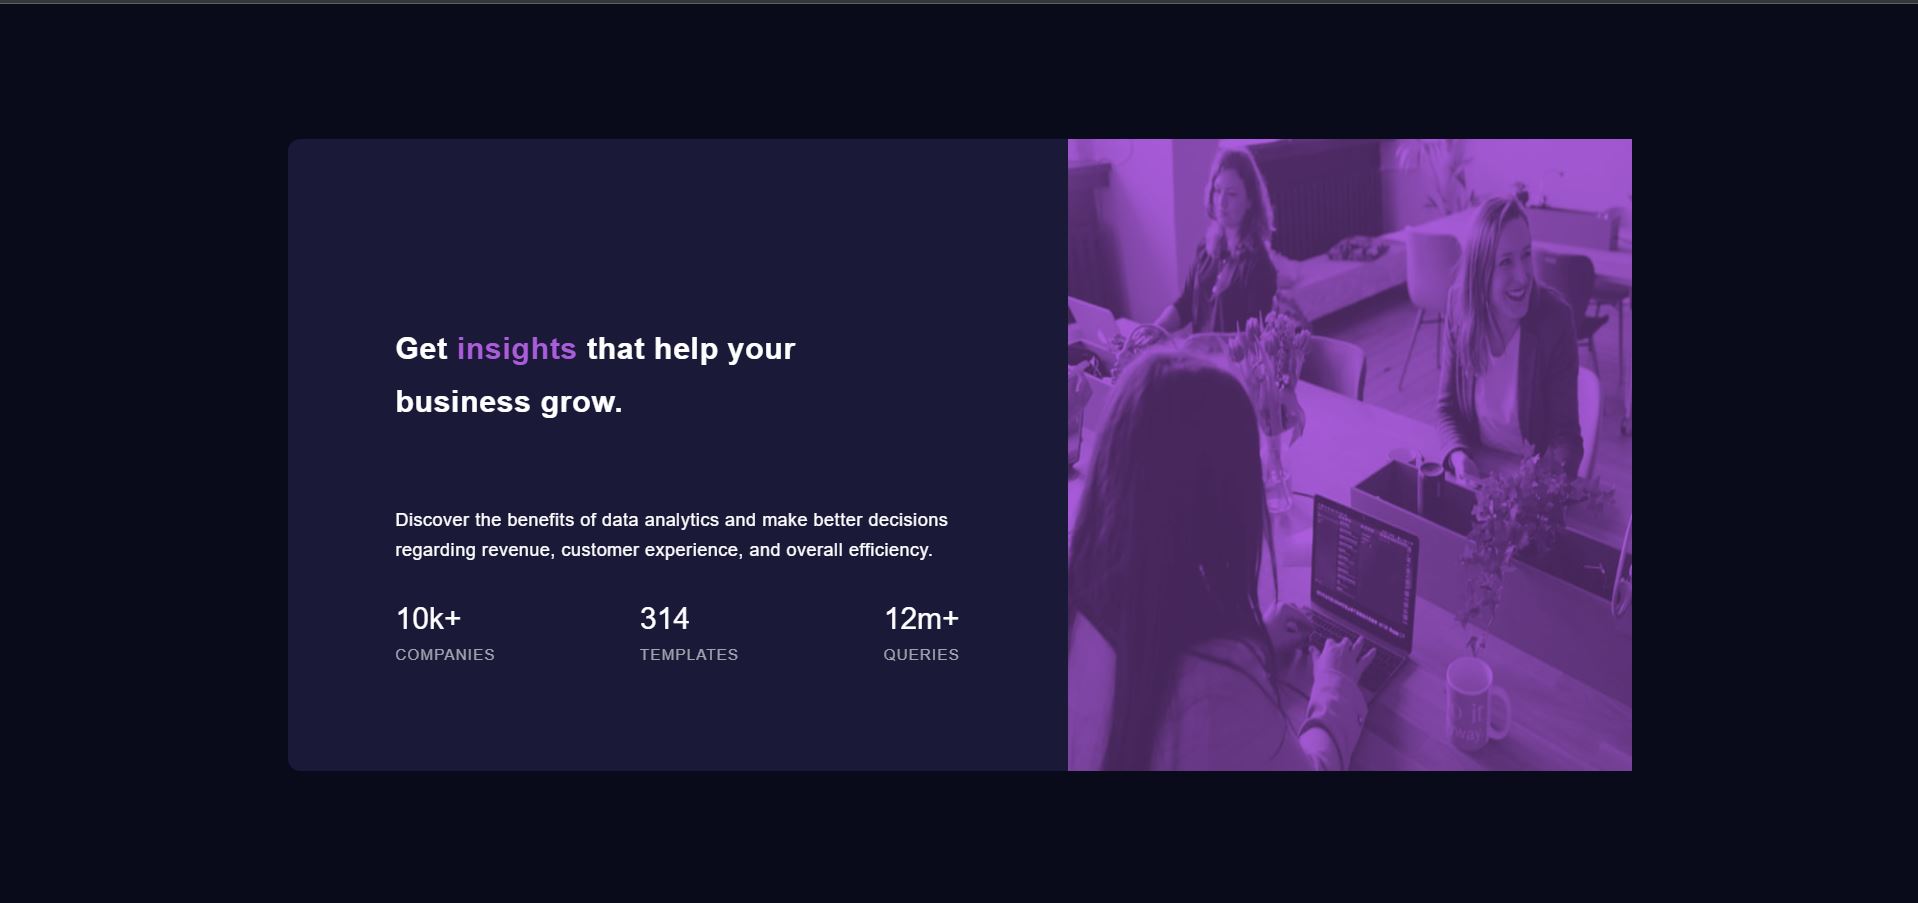 Get insights that help your
business grow.
Discover the benefits of data analytics and make better decisions
regarding revenue, customer experience, and overall efficiency.
10k+
314
12m+
COMPANIES
TEMPLATES
QUERIES